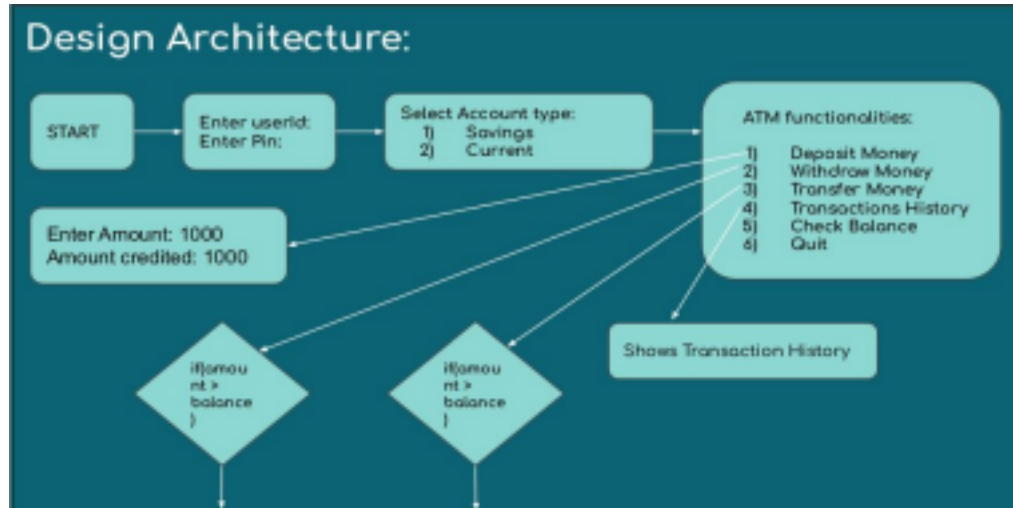 Design Architecture:
START
Enter userId:
Enter Pin:
Select Account type:
1) Savings
2) Current
ATM functionalities:
1) Deposit Money
2) Withdraw Money
3) Transfer Money
4) Transactions Hiistory
5) Check Balance
6) Quit
Enter Amount: 1000
Amount credited: 1000
if(amou
nt >
balance
)
if(amou
nt >
balance
)
Shows Transaction History